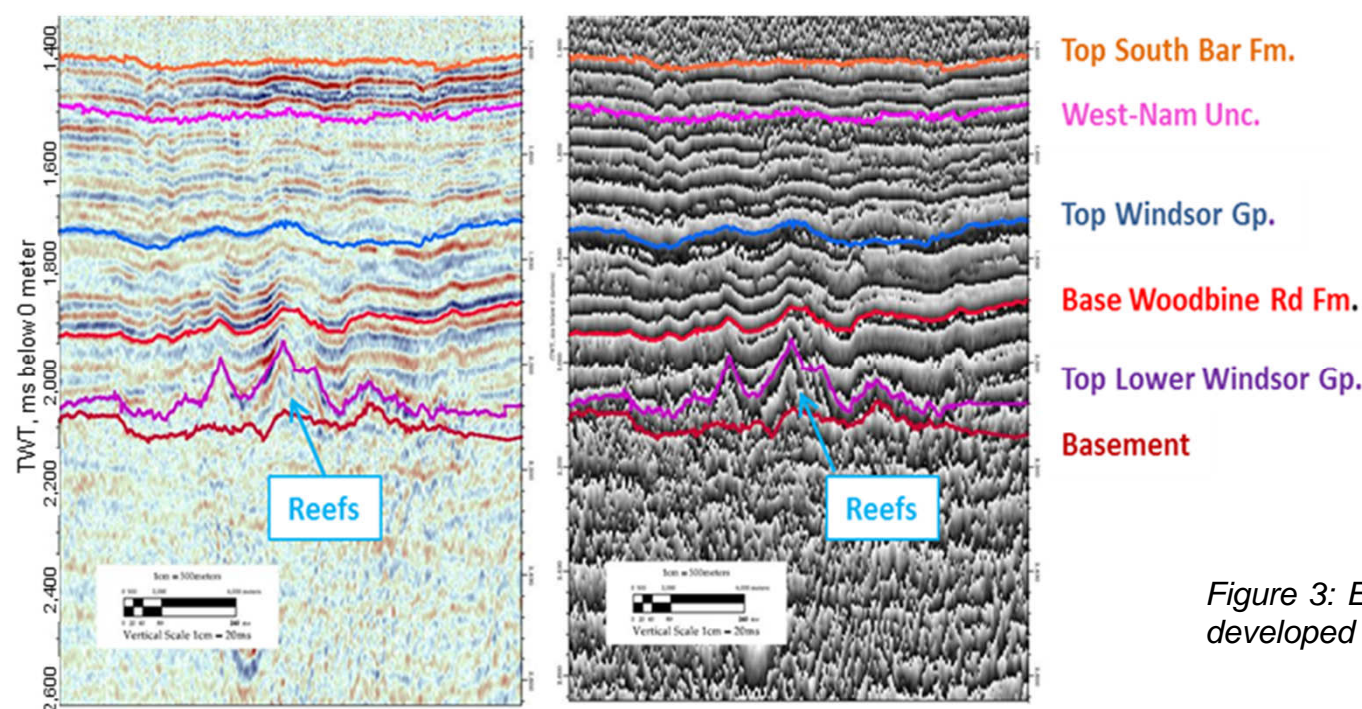 TWT, ms below 0 meter
1,400
1,600
1,800
2,000
2,200
2,400
2,600
Reefs
1cm = 500meters
Vertical Scale 1cm = 20ms
Reefs
1cm = 500meters
Vertical Scale 1cm = 20ms
Top South Bar Fm.
West-Nam Unc.
Top Windsor Gp.
Base Woodbine Rd Fm.
Top Lower Windsor Gp.
Basement
Figure 3: E
developed